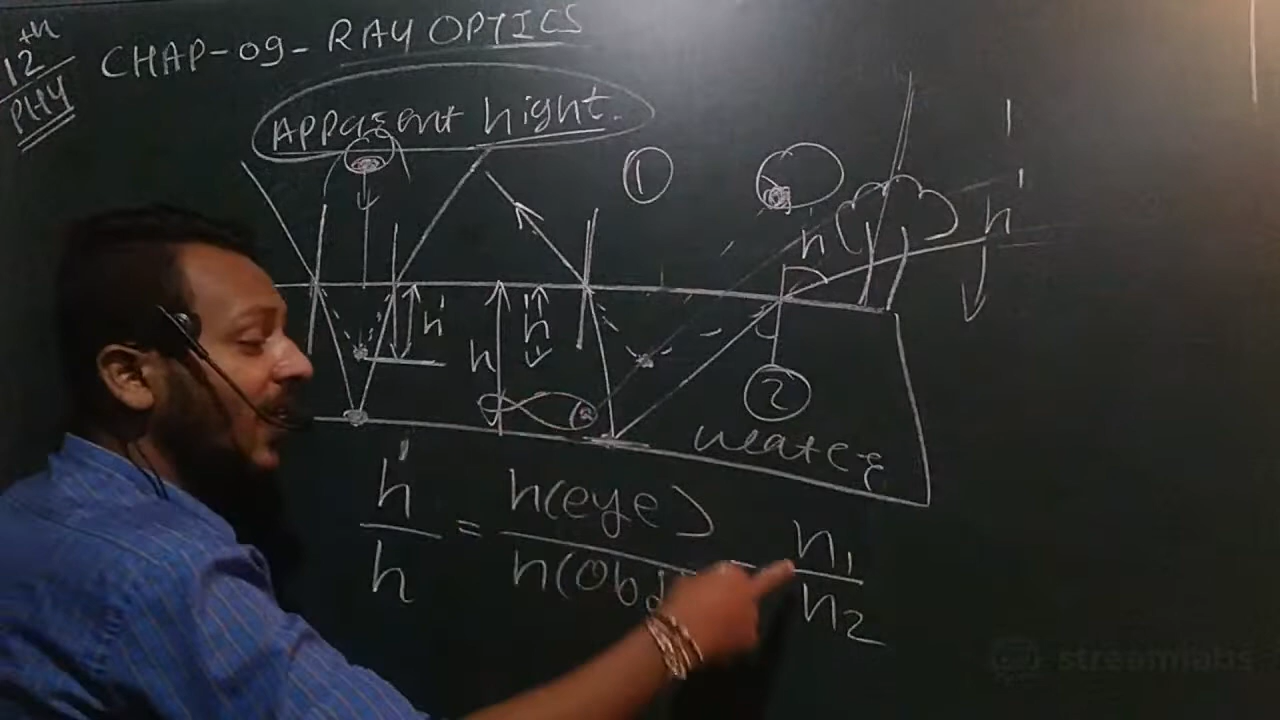 12th
PHY
CHAP-09-RAY OPTICS
Apparent hight.
1
h'
h'
h
h'
h
2
water
h'/h = n(eye)/n(Obj = n1/n2
streamlabs